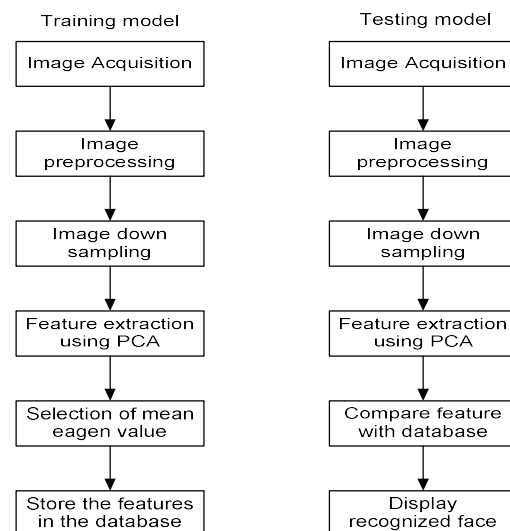 Training model
Image Acquisition
Image
preprocessing
Image down
sampling
Feature extraction
using PCA
Selection of mean
eagen value
Store the features
in the database
Testing model
Image Acquisition
Image
preprocessing
Image down
sampling
Feature extraction
using PCA
Compare feature
with database
Display
recognized face